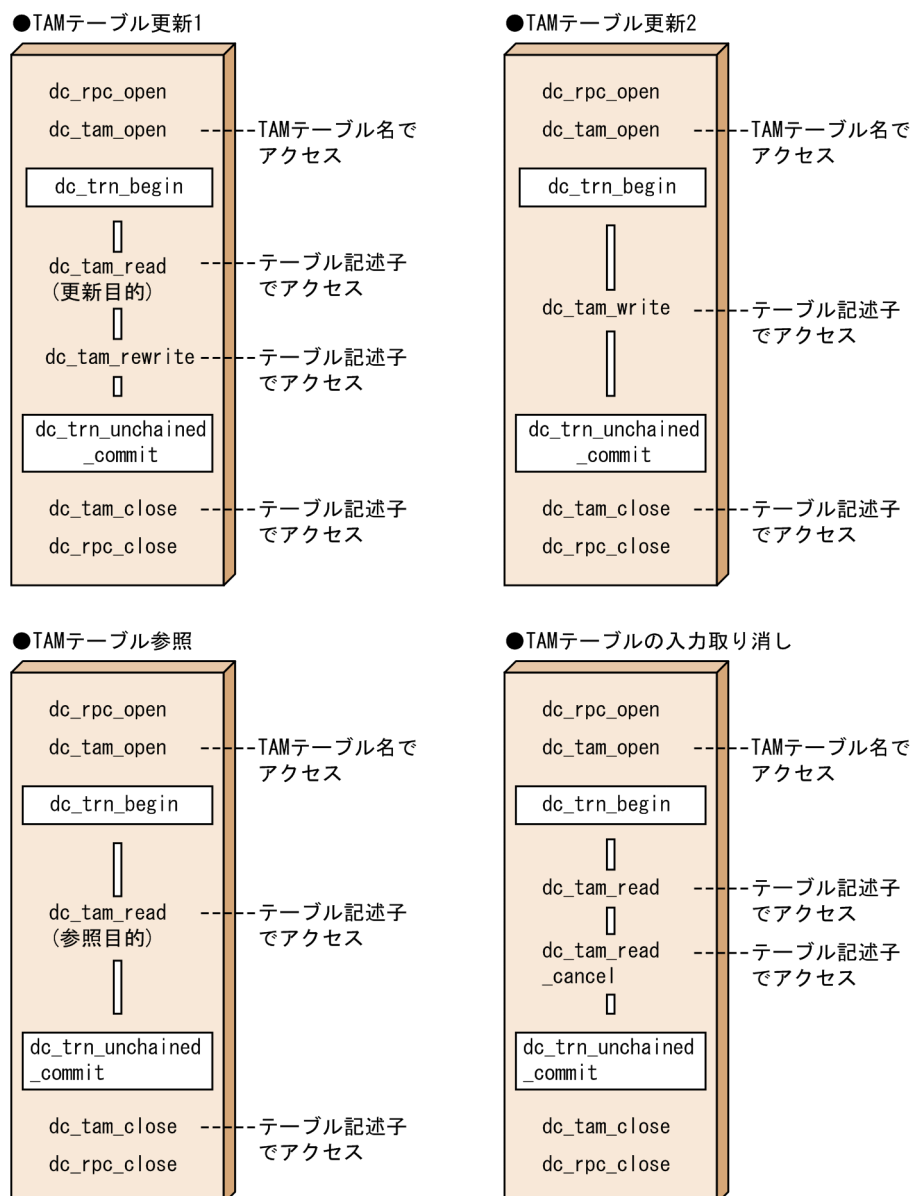 ●TAMテーブル更新1
dc_rpc_open
dc_tam_open
TAMテーブル名で
アクセス
dc_trn_begin
dc_tam_read
(更新目的)
テーブル記述子
でアクセス
dc_tam_rewrite
テーブル記述子
でアクセス
dc_trn_unchained
_commit
dc_tam_close
テーブル記述子
でアクセス
dc_rpc_close
●TAMテーブル更新2
dc_rpc_open
dc_tam_open
TAMテーブル名で
アクセス
dc_trn_begin
dc_tam_write
テーブル記述子
でアクセス
dc_trn_unchained
_commit
dc_tam_close
テーブル記述子
でアクセス
dc_rpc_close
●TAMテーブル参照
dc_rpc_open
dc_tam_open
TAMテーブル名で
アクセス
dc_trn_begin
dc_tam_read
(参照目的)
テーブル記述子
でアクセス
dc_trn_unchained
_commit
dc_tam_close
テーブル記述子
でアクセス
dc_rpc_close
●TAMテーブルの入力取り消し
dc_rpc_open
dc_tam_open
TAMテーブル名で
アクセス
dc_trn_begin
dc_tam_read
テーブル記述子
でアクセス
dc_tam_read
_cancel
テーブル記述子
でアクセス
dc_trn_unchained
_commit
dc_tam_close
dc_rpc_close